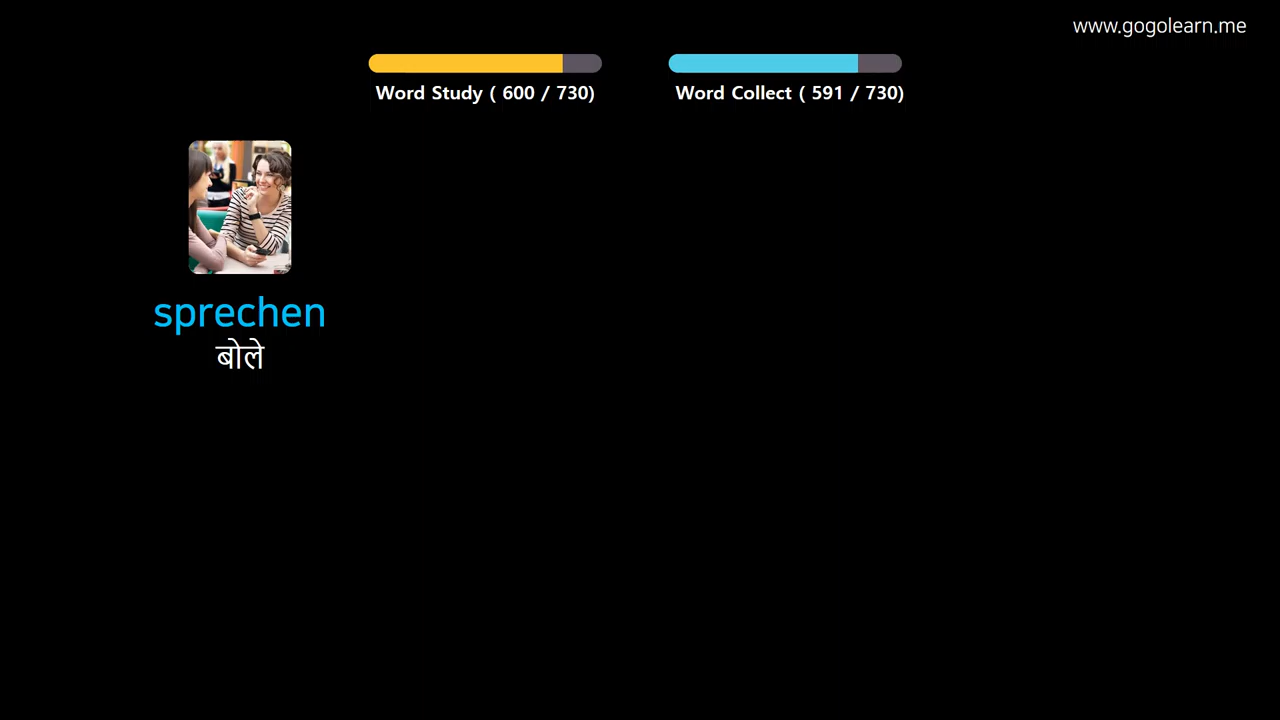 www.gogolearn.me
Word Study ( 600 / 730)
Word Collect ( 591 / 730)
sprechen
बोले